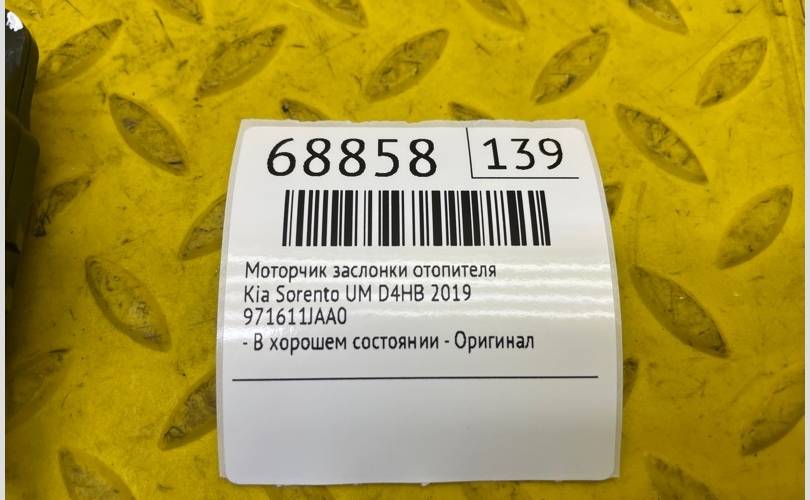 68858 139
Моторчик заслонки отопителя
Kia Sorento UM D4HB 2019
971611JAA0
- В хорошем состоянии - Оригинал